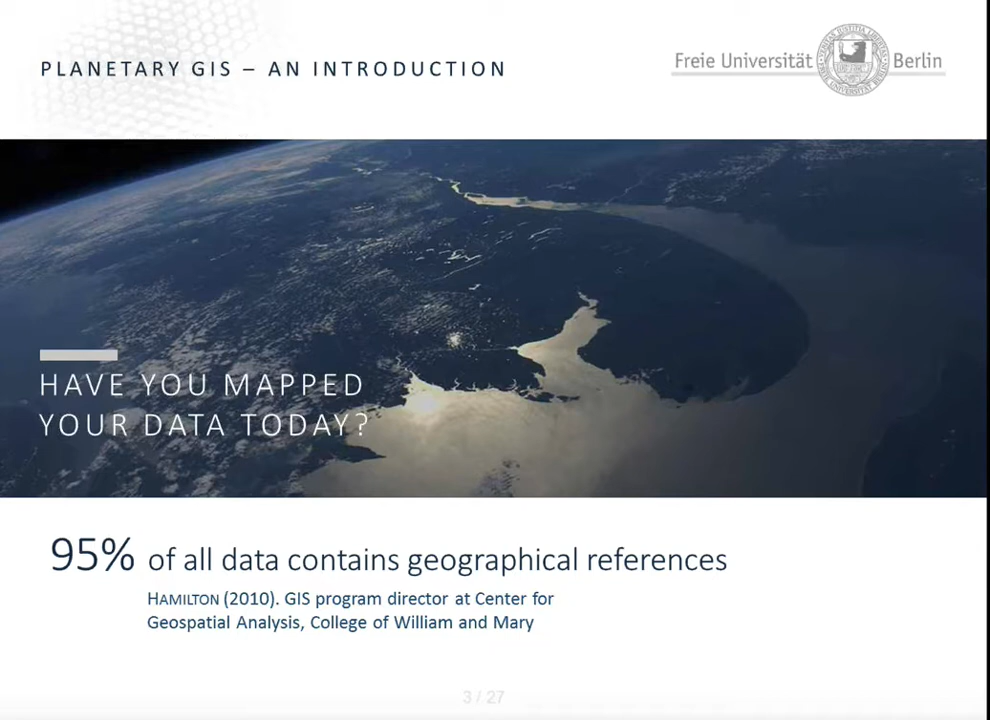 PLANETARY GIS – AN INTRODUCTION
Freie Universität Berlin
HAVE YOU MAPPED
YOUR DATA TODAY?
95% of all data contains geographical references
HAMILTON (2010). GIS program director at Center for
Geospatial Analysis, College of William and Mary
3 / 27